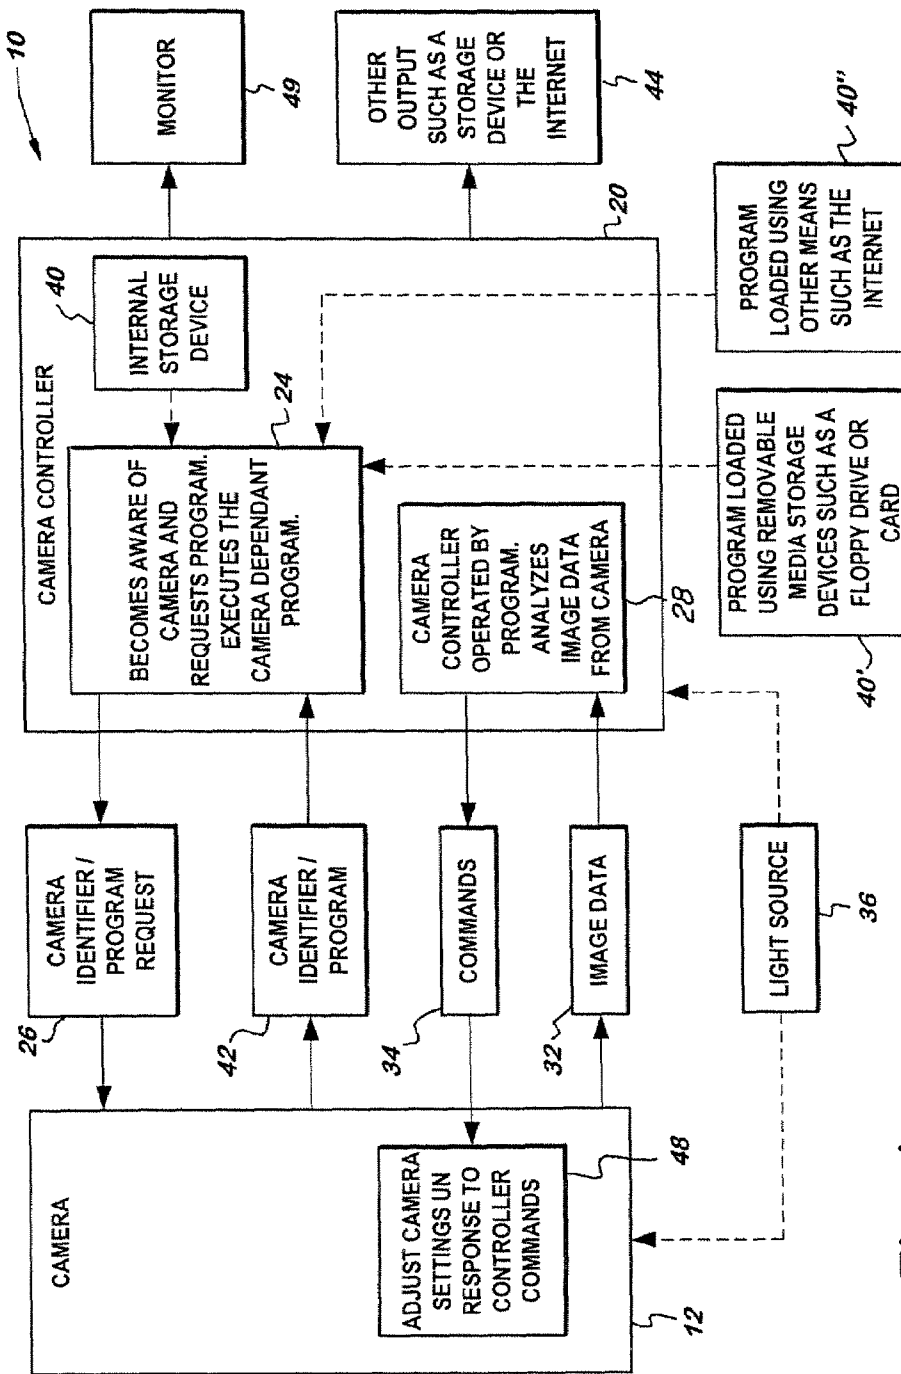 10
MONITOR
49
OTHER
OUTPUT
SUCH AS A
STORAGE
DEVICE OR
THE
INTERNET
44
CAMERA CONTROLLER
20
40
INTERNAL
STORAGE
DEVICE
24
BECOMES AWARE OF
CAMERA AND
REQUESTS PROGRAM.
EXECUTES THE
CAMERA DEPENDANT
PROGRAM.
CAMERA
CONTROLLER
OPERATED BY
PROGRAM.
ANALYZES
IMAGE DATA
FROM CAMERA
28
PROGRAM
LOADED USING
OTHER MEANS
SUCH AS THE
INTERNET
40"
PROGRAM LOADED
USING REMOVABLE
MEDIA STORAGE
DEVICES SUCH AS A
FLOPPY DRIVE OR
CARD
40'
CAMERA
IDENTIFIER /
PROGRAM
REQUEST
26
CAMERA
IDENTIFIER /
PROGRAM
42
COMMANDS
34
IMAGE DATA
32
LIGHT SOURCE
36
CAMERA
ADJUST CAMERA
SETTINGS UN
RESPONSE TO
CONTROLLER
COMMANDS
48
12